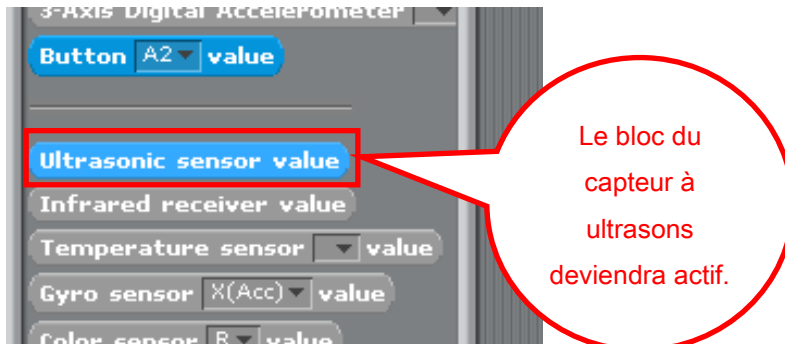 3-Axis Digital Accelerometer
Button A2 value
Ultrasonic sensor value
Infrared receiver value
Temperature sensor value
Gyro sensor X(Acc) value
Color sensor R value
Le bloc du
capteur à
ultrasons
deviendra actif.